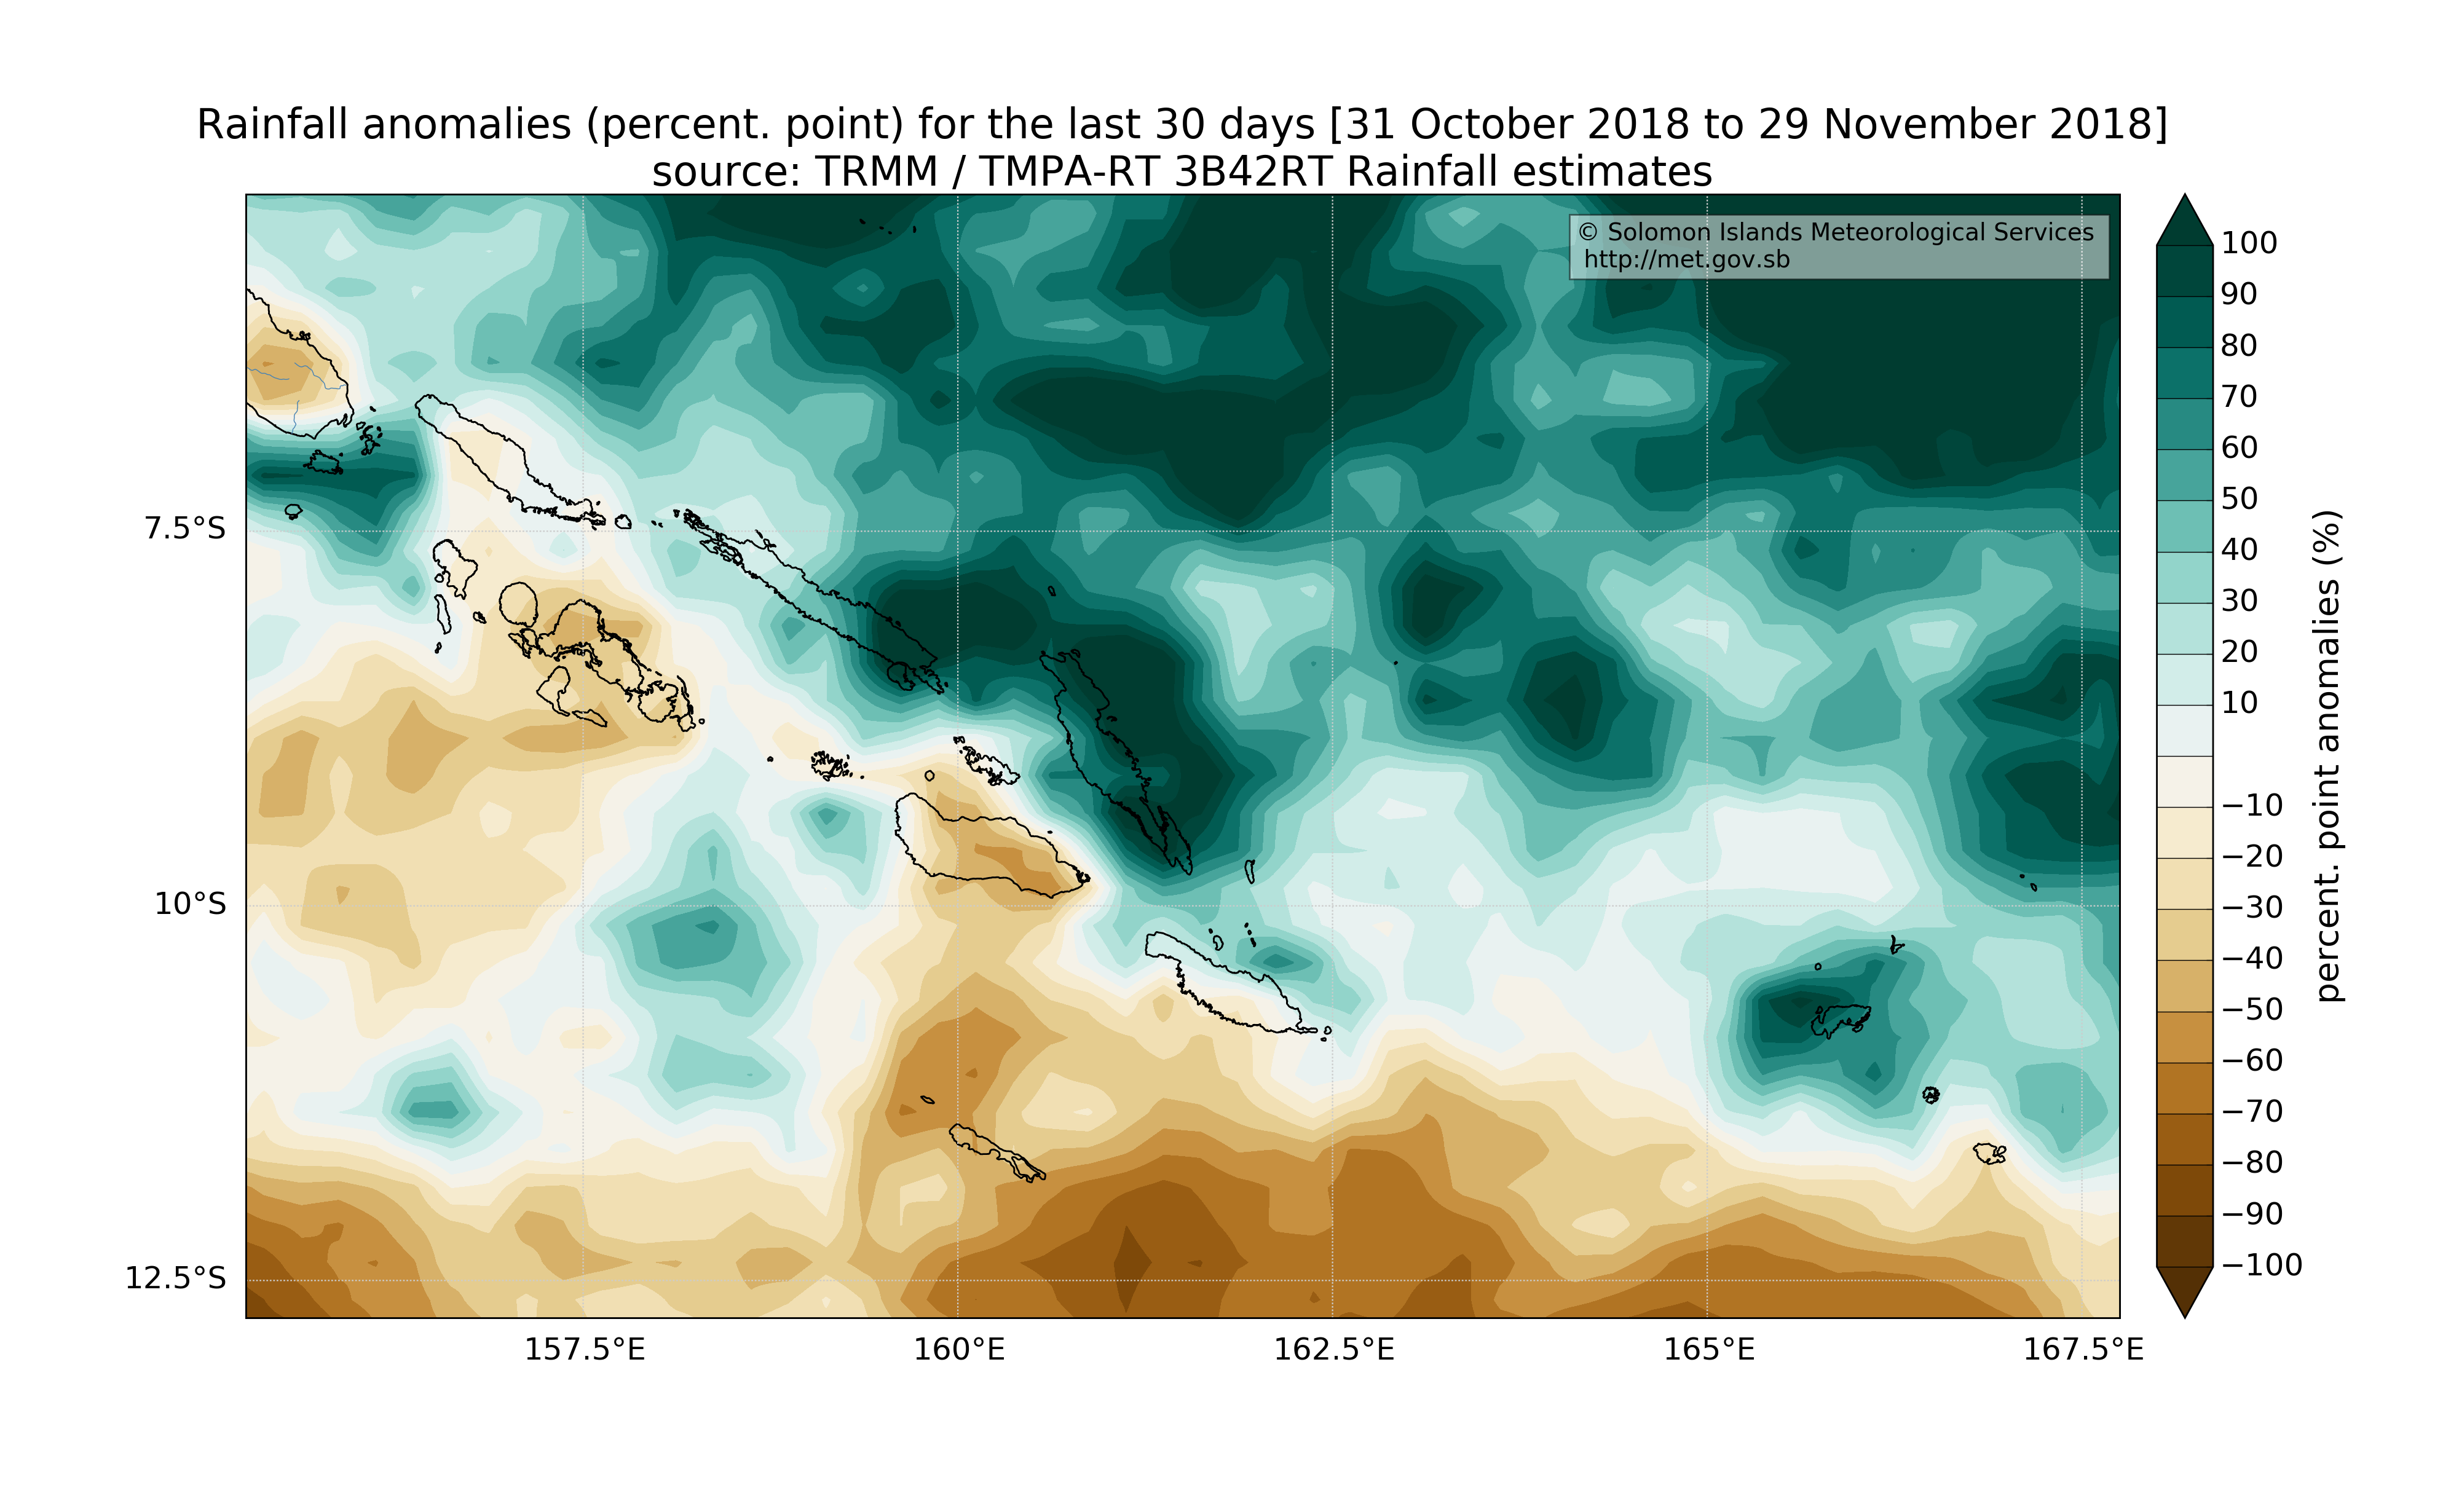 Rainfall anomalies (percent. point) for the last 30 days [31 October 2018 to 29 November 2018]
source: TRMM / TMPA-RT 3B42RT Rainfall estimates
© Solomon Islands Meteorological Services
http://met.gov.sb
7.5°S
10°S
12.5°S
157.5°E
160°E
162.5°E
165°E
167.5°E
100
90
80
70
60
50
40
30
20
10
−10
−20
−30
−40
−50
−60
−70
−80
−90
−100
percent. point anomalies (%)